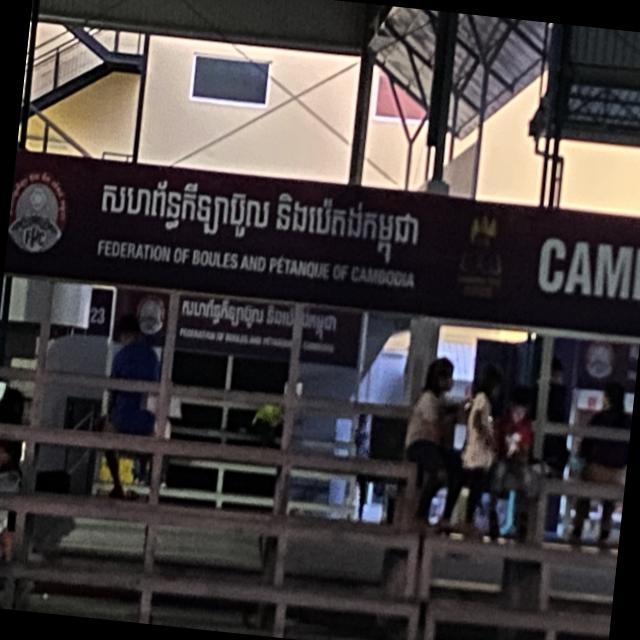 សហព័ន្ធកីឡាប៊ូល និងប៉េតង់កម្ពុជា
FEDERATION OF BOULES AND PÉTANQUE OF CAMBODIA
CAM
23
សហព័ន្ធកីឡាប៊ូល និងប៉េតង់កម្ពុជា
FEDERATION OF BOULES AND PÉTANQUE